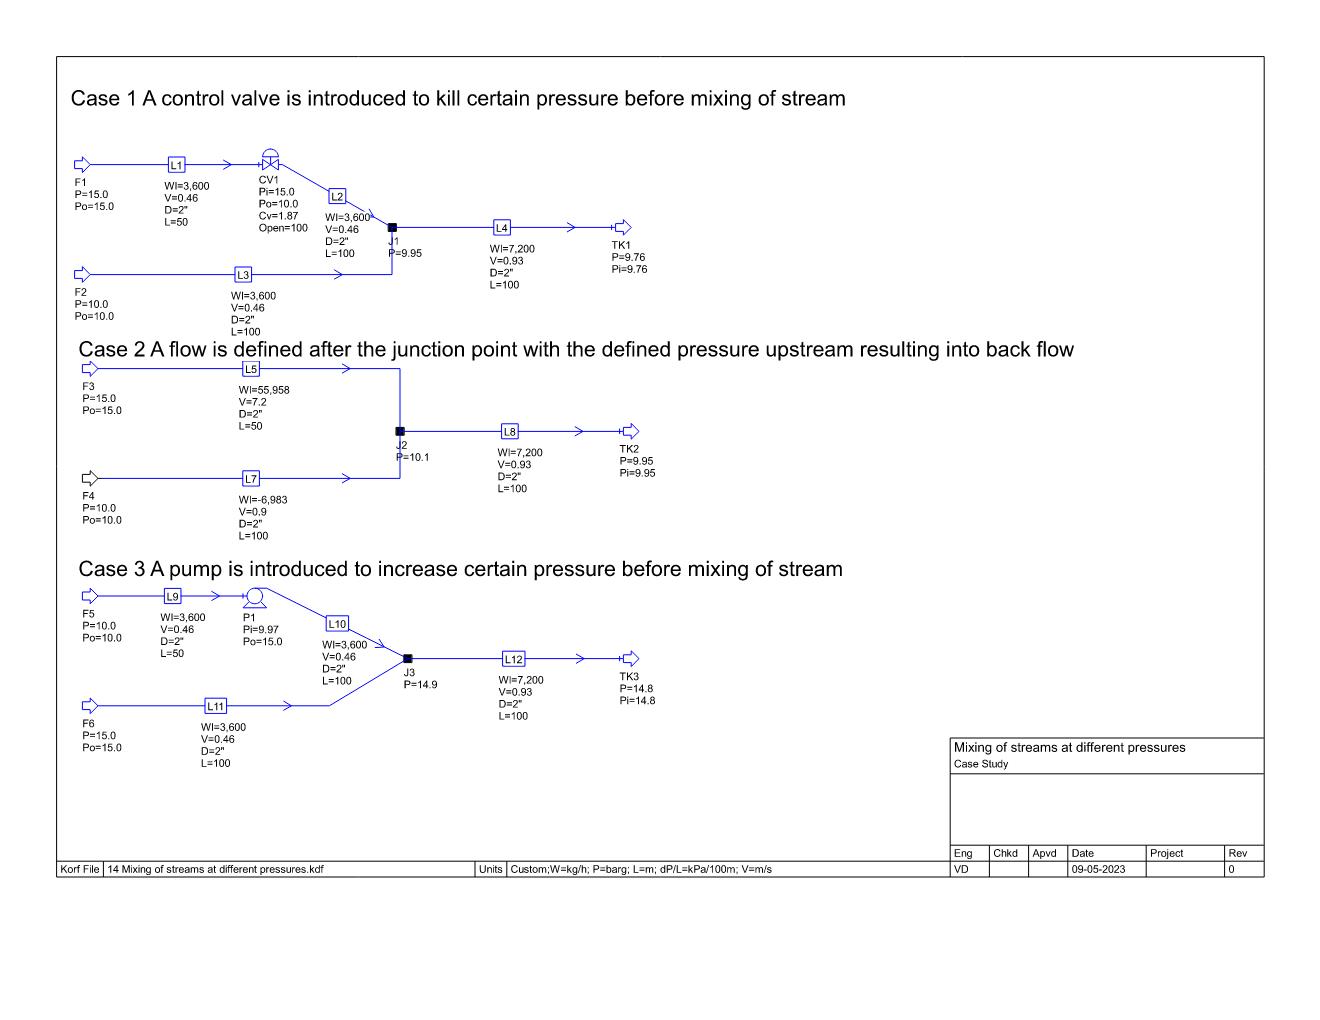 Case 1 A control valve is introduced to kill certain pressure before mixing of stream
F1
P=15.0
Po=15.0
L1
Wl=3,600
V=0.46
D=2"
L=50
CV1
Pi=15.0
Po=10.0
Cv=1.87
Open=100
L2
Wl=3,600
V=0.46
D=2"
L=100
J1
P=9.95
L4
Wl=7,200
V=0.93
D=2"
L=100
TK1
P=9.76
Pi=9.76
F2
P=10.0
Po=10.0
L3
Wl=3,600
V=0.46
D=2"
L=100
Case 2 A flow is defined after the junction point with the defined pressure upstream resulting into back flow
F3
P=15.0
Po=15.0
L5
Wl=55,958
V=7.2
D=2"
L=50
J2
P=10.1
L8
Wl=7,200
V=0.93
D=2"
L=100
TK2
P=9.95
Pi=9.95
F4
P=10.0
Po=10.0
L7
Wl=-6,983
V=0.9
D=2"
L=100
Case 3 A pump is introduced to increase certain pressure before mixing of stream
F5
P=10.0
Po=10.0
L9
Wl=3,600
V=0.46
D=2"
L=50
P1
Pi=9.97
Po=15.0
L10
Wl=3,600
V=0.46
D=2"
L=100
J3
P=14.9
L12
Wl=7,200
V=0.93
D=2"
L=100
TK3
P=14.8
Pi=14.8
F6
P=15.0
Po=15.0
L11
Wl=3,600
V=0.46
D=2"
L=100
Mixing of streams at different pressures
Case Study
Eng Chkd Apvd Date Project Rev
Korf File 14 Mixing of streams at different pressures.kdf Units Custom;W=kg/h; P=barg; L=m; dP/L=kPa/100m; V=m/s VD 09-05-2023 0